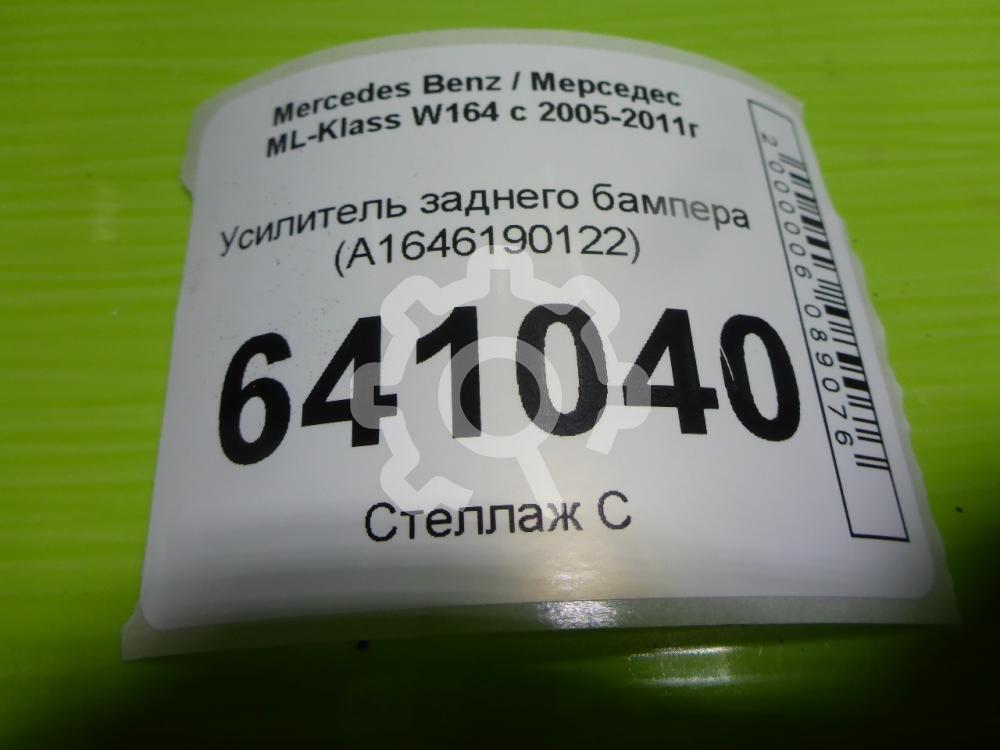 Mercedes Benz / Мерседес
ML-Klass W164 с 2005-2011г
Усилитель заднего бампера
(A1646190122)
641040
Стеллаж С
2000006089076